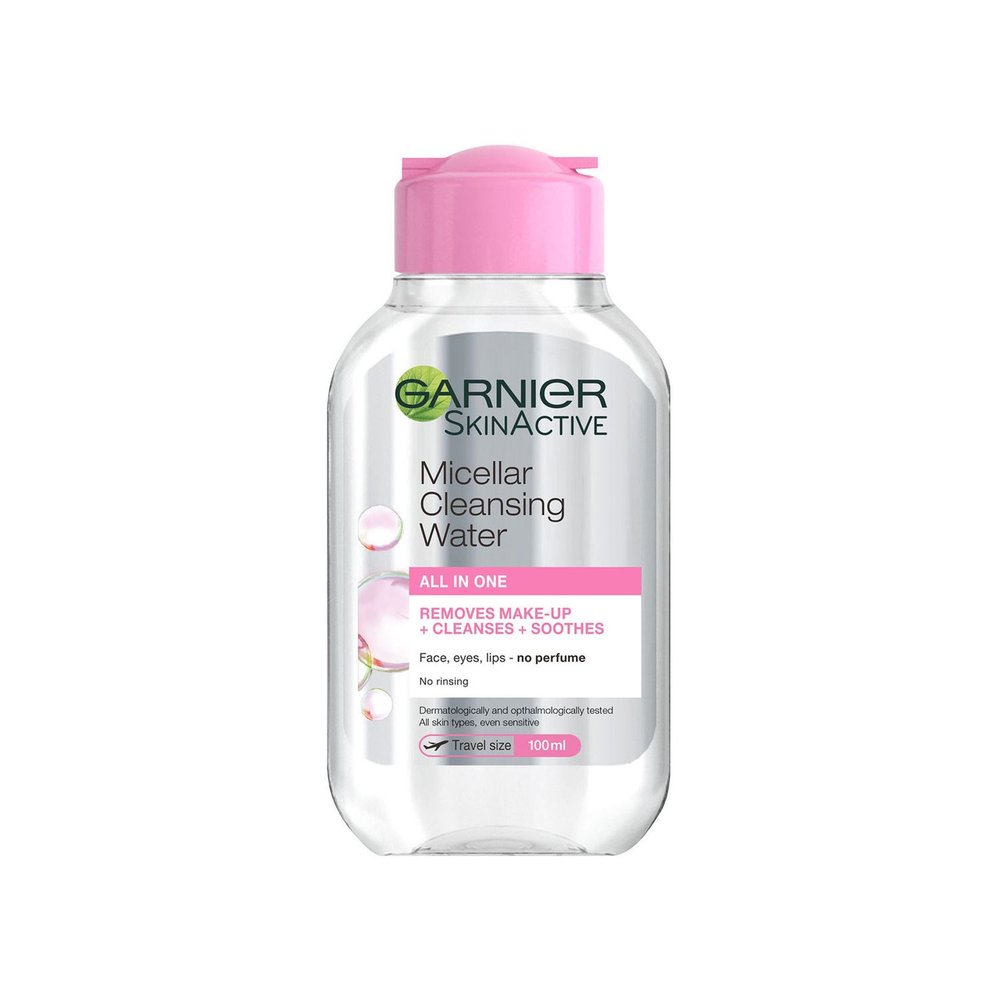 GARNIER
SKINACTIVE
Micellar
Cleansing
Water
ALL IN ONE
REMOVES MAKE-UP
+ CLEANSES + SOOTHES
Face, eyes, lips - no perfume
No rinsing
Dermatologically and opthalmologically tested
All skin types, even sensitive
Travel size 100ml